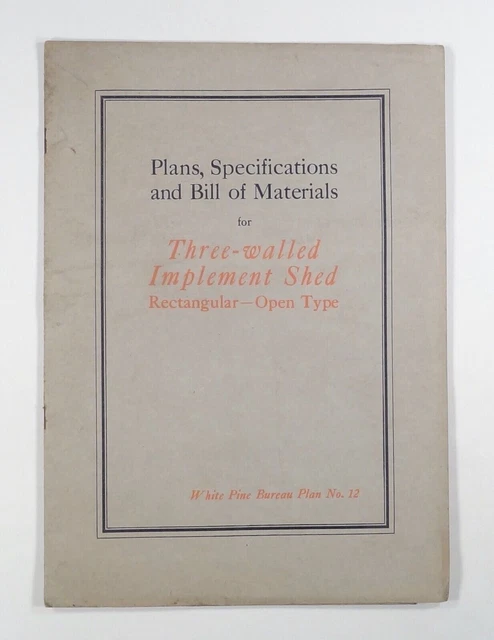 Plans, Specifications
and Bill of Materials
for
Three-walled
Implement Shed
Rectangular—Open Type
White Pine Bureau Plan No. 12